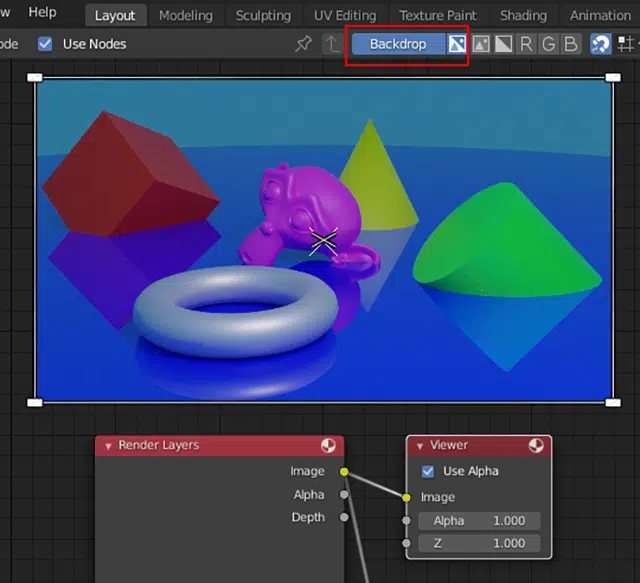 w Help Layout Modeling Sculpting UV Editing Texture Paint Shading Animation
ode Use Nodes Backdrop R G B
Render Layers Viewer
Image Use Alpha
Alpha Image
Depth Alpha 1.000
Z 1.000